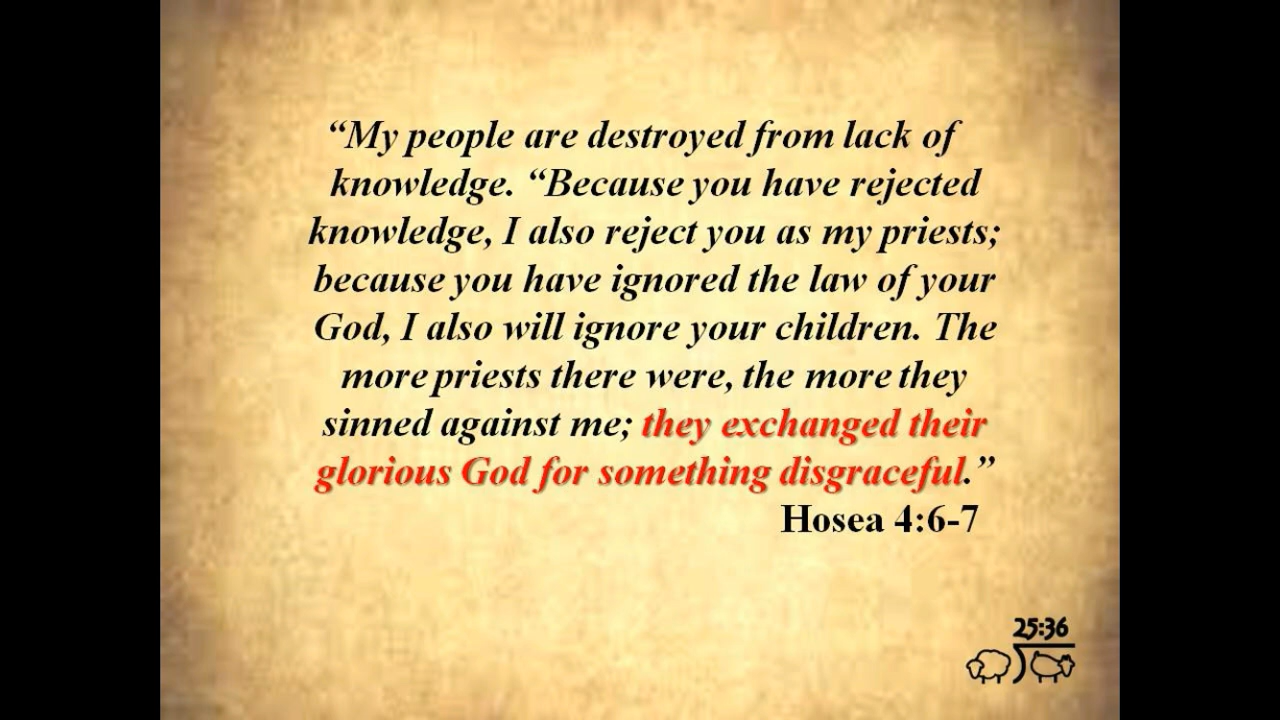 “My people are destroyed from lack of
knowledge. “Because you have rejected
knowledge, I also reject you as my priests;
because you have ignored the law of your
God, I also will ignore your children. The
more priests there were, the more they
sinned against me; they exchanged their
glorious God for something disgraceful.”
Hosea 4:6-7
25:36